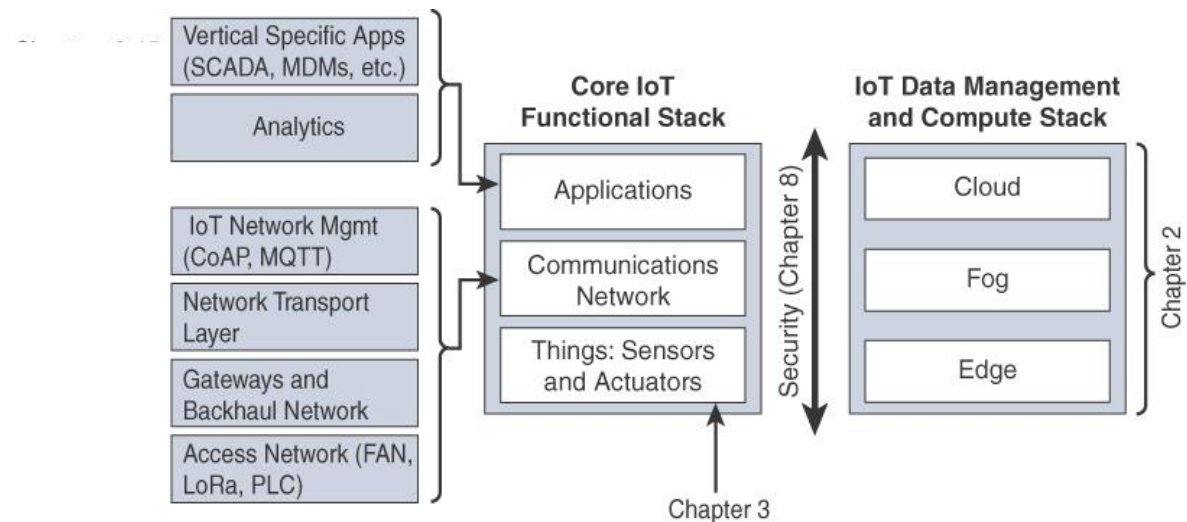 Vertical Specific Apps
(SCADA, MDMs, etc.)
Analytics
IoT Network Mgmt
(CoAP, MQTT)
Network Transport
Layer
Gateways and
Backhaul Network
Access Network (FAN,
LoRa, PLC)
Core IoT
Functional Stack
Applications
Communications
Network
Things: Sensors
and Actuators
Chapter 3
Security (Chapter 8)
IoT Data Management
and Compute Stack
Cloud
Fog
Edge
Chapter 2